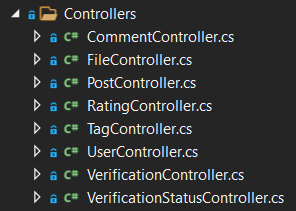 Controllers
C# CommentController.cs
C# FileController.cs
C# PostController.cs
C# RatingController.cs
C# TagController.cs
C# UserController.cs
C# VerificationController.cs
C# VerificationStatusController.cs